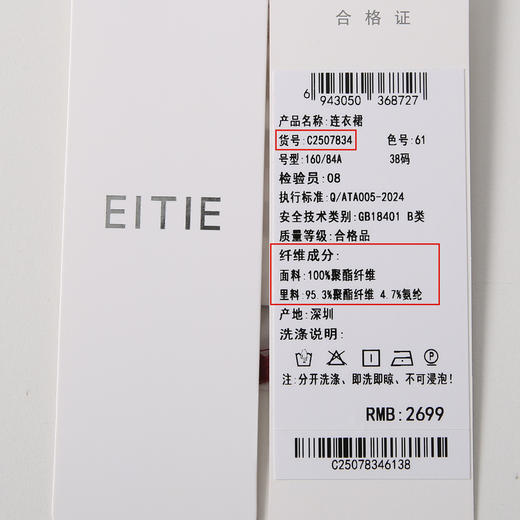 合格证
6 943050 368727
产品名称:连衣裙
货号:C2507834 色号:61
号型:160/84A 38码
检验员:08
执行标准:Q/ATA005-2024
安全技术类别:GB18401 B类
质量等级:合格品
纤维成分:
面料:100%聚酯纤维
里料:95.3%聚酯纤维 4.7%氨纶
产地:深圳
洗涤说明:
注:分开洗涤、即洗即晾、不可浸泡!
RMB:2699
C25078346138
EITIE